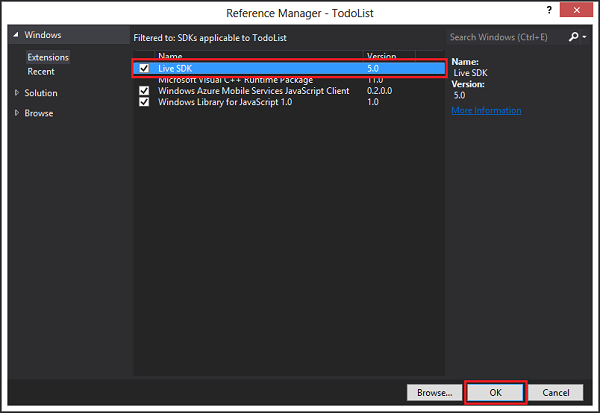 Reference Manager - TodoList
? ×
Windows
Extensions
Recent
Solution
Browse
Filtered to: SDKs applicable to TodoList
Name Version
Live SDK 5.0
Microsoft Visual C++ Runtime Package 11.0
Windows Azure Mobile Services JavaScript Client 0.2.0.0
Windows Library for JavaScript 1.0 1.0
Search Windows (Ctrl+E)
Name:
Live SDK
Version:
5.0
More Information
Browse... OK Cancel